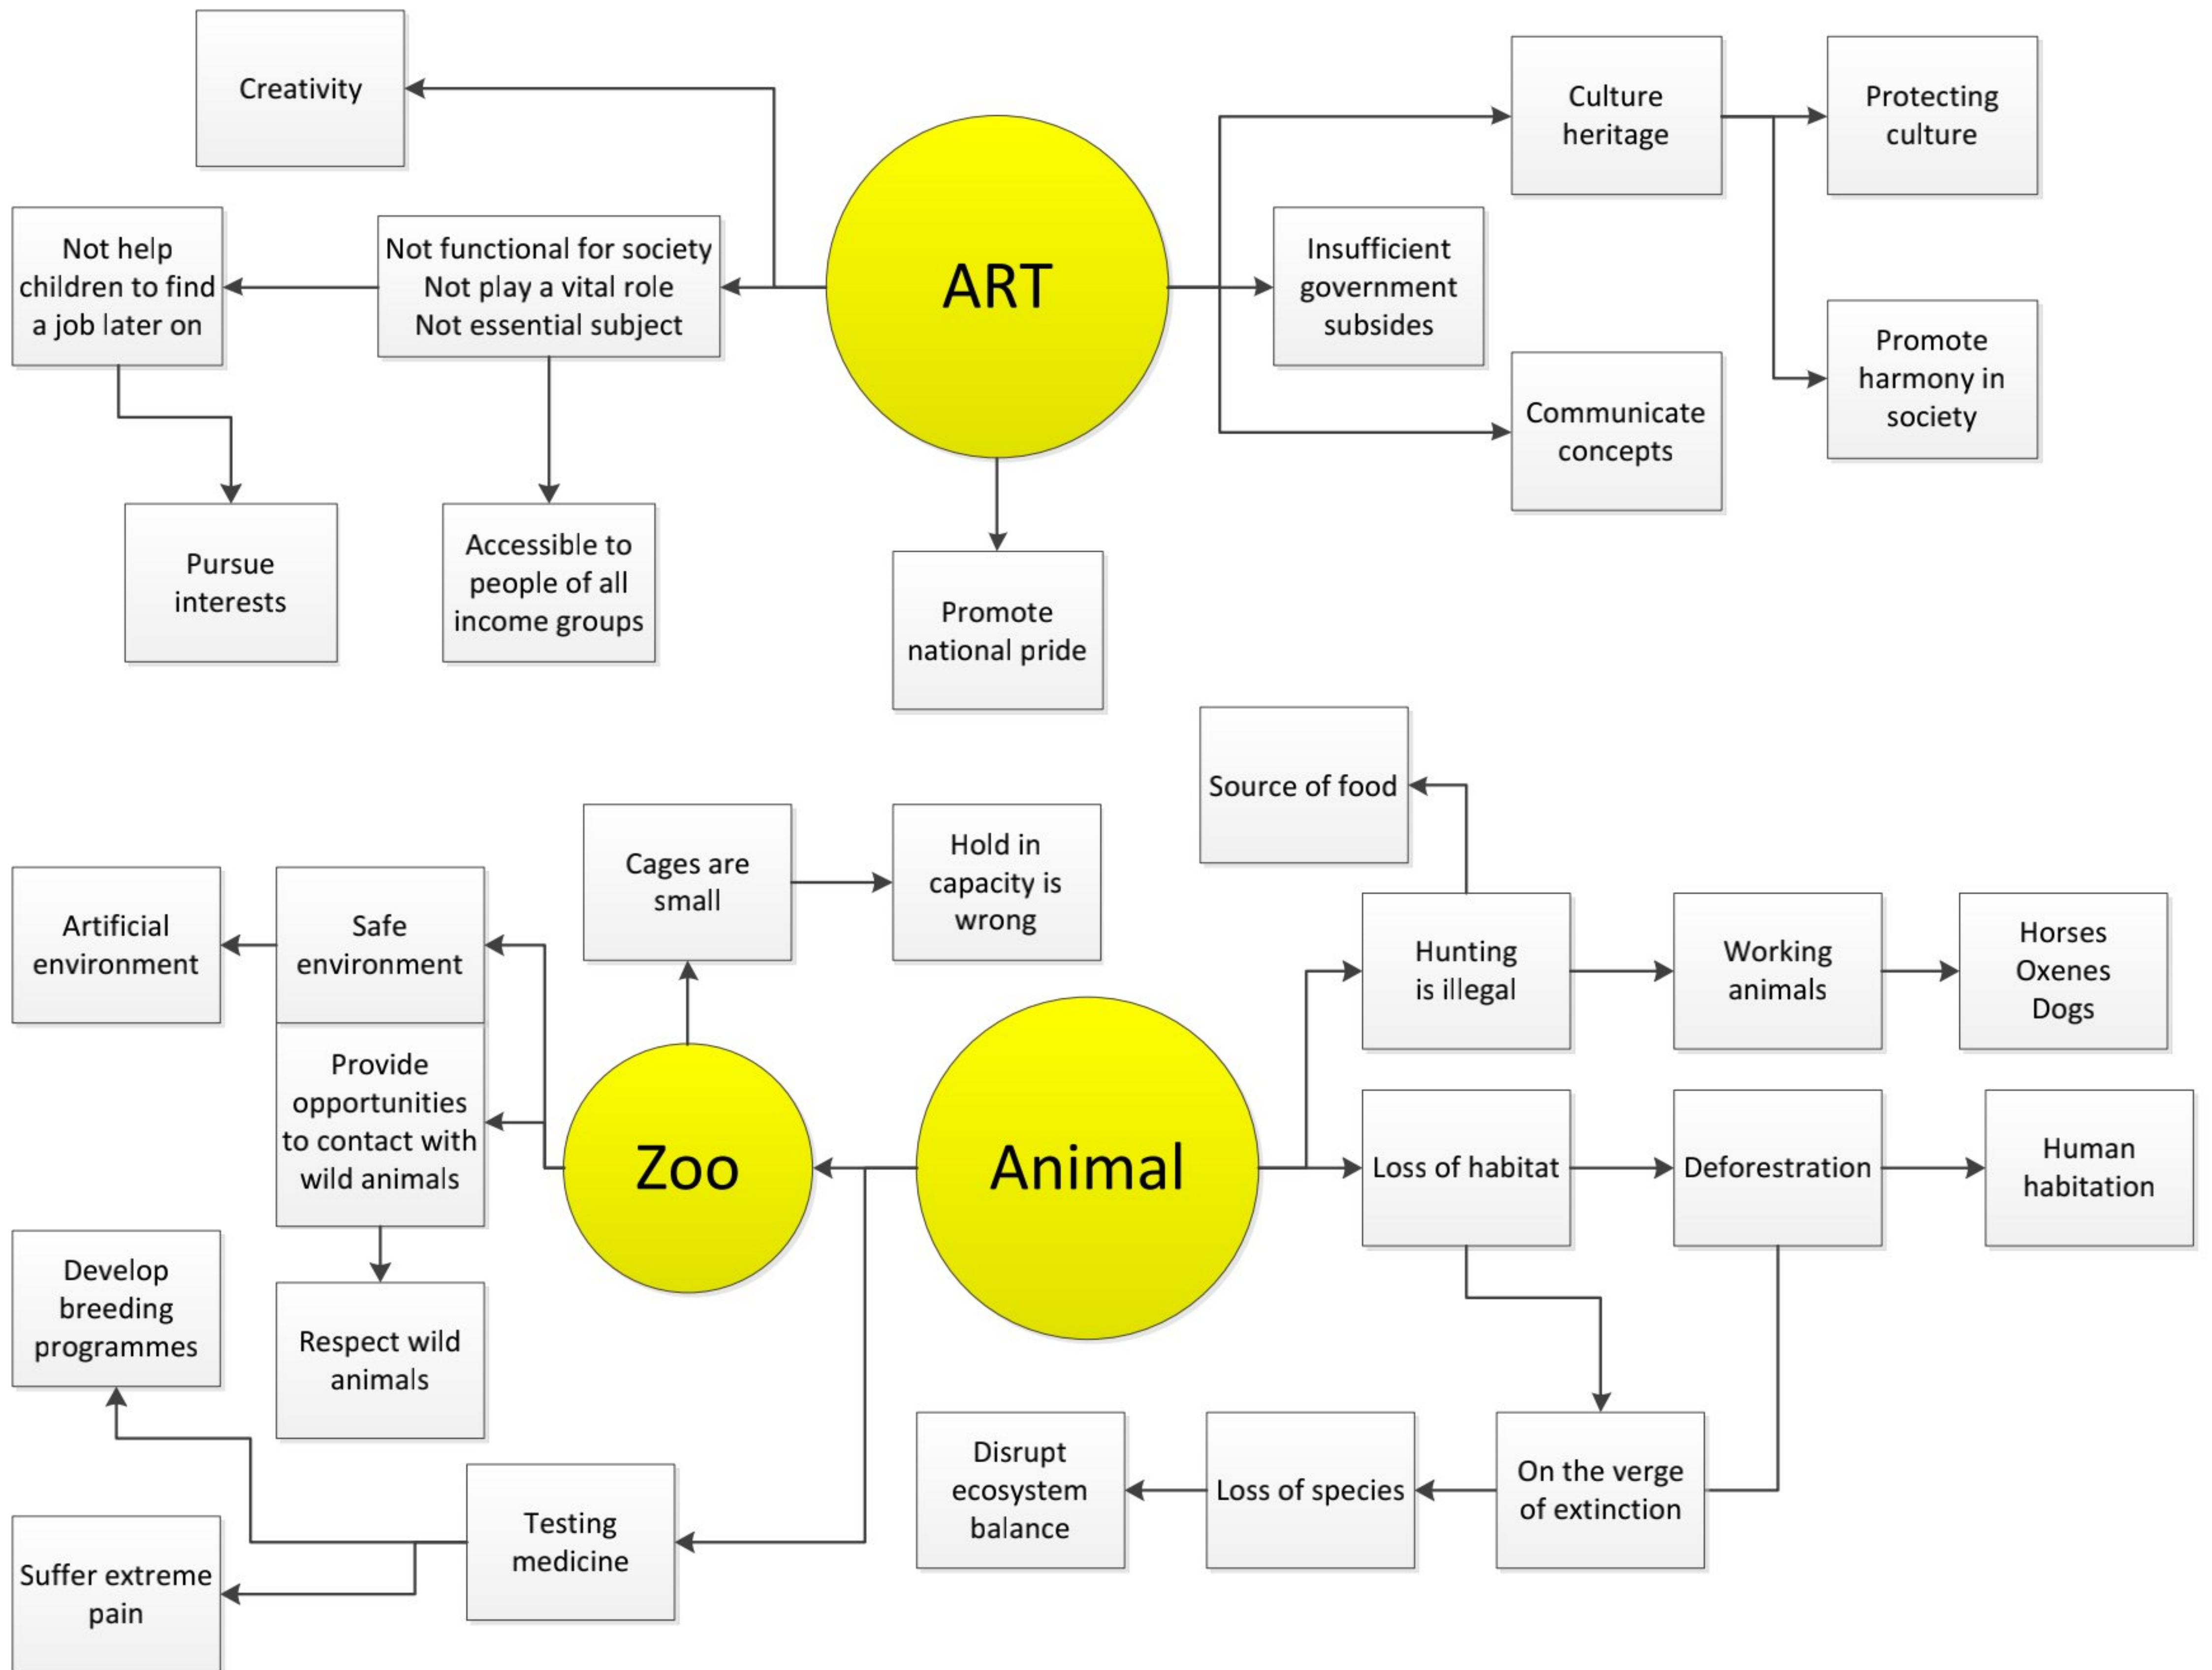 Creativity
Not help
children to find
a job later on
Not functional for society
Not play a vital role
Not essential subject
ART
Culture
heritage
Protecting
culture
Insufficient
government
subsides
Promote
harmony in
society
Communicate
concepts
Pursue
interests
Accessible to
people of all
income groups
Promote
national pride
Source of food
Cages are
small
Hold in
capacity is
wrong
Artificial
environment
Safe
environment
Hunting
is illegal
Working
animals
Horses
Oxenes
Dogs
Provide
opportunities
to contact with
wild animals
Zoo
Animal
Loss of habitat
Deforestration
Human
habitation
Develop
breeding
programmes
Respect wild
animals
Disrupt
ecosystem
balance
Loss of species
On the verge
of extinction
Testing
medicine
Suffer extreme
pain